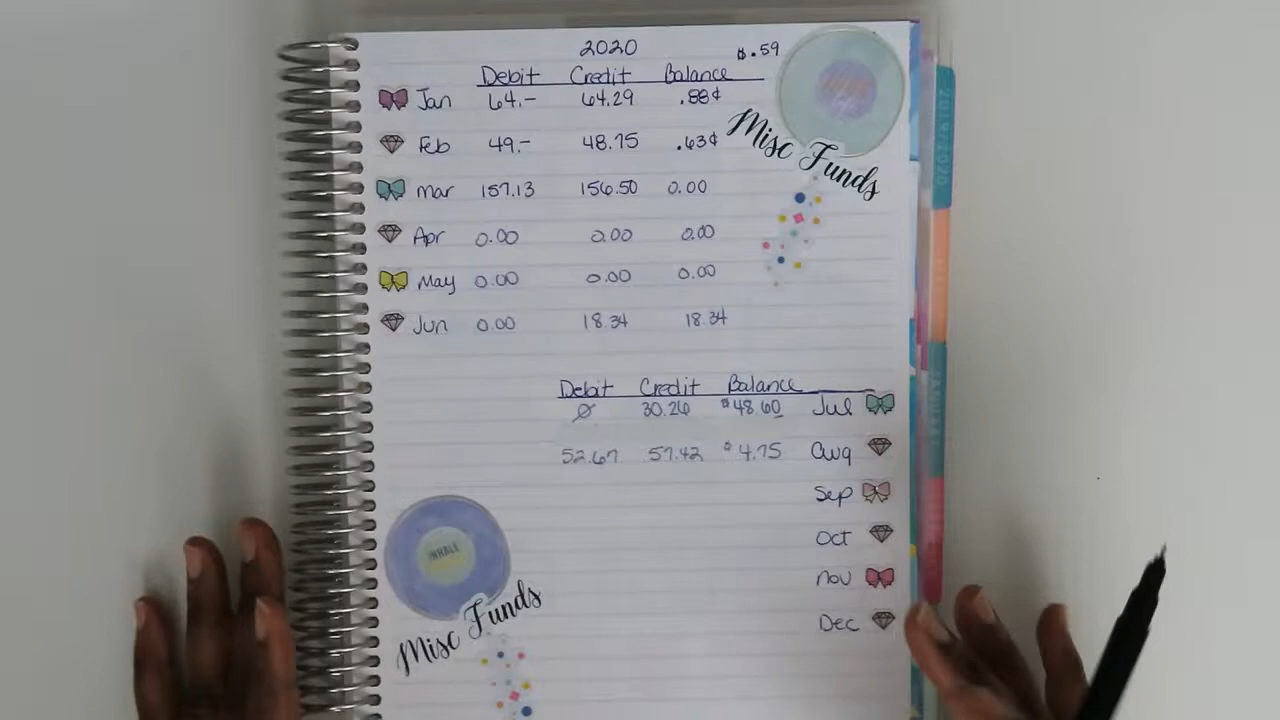 2020 $.59
Debit Credit Balance
Jan 64.- 64.29 .88¢
Feb 49.- 48.75 .63¢
Mar 157.13 156.50 0.00
Apr 0.00 0.00 0.00
May 0.00 0.00 0.00
Jun 0.00 18.34 18.34
Misc Funds
Debit Credit Balance
Ø 30.26 $48.60 Jul
52.67 57.42 $4.75 Aug
Sep
Oct
Nov
Dec
INHALE
Misc Funds
2019/2020
JANUARY